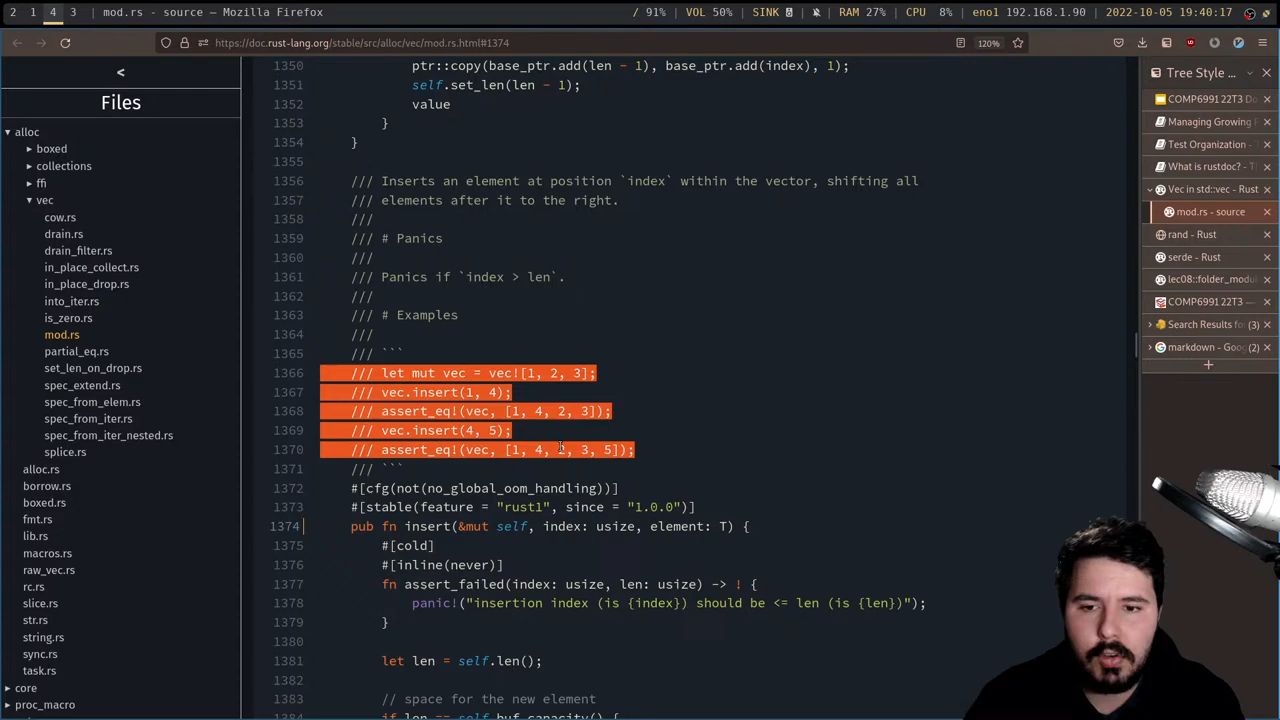 2 1 4 3 mod.rs - source — Mozilla Firefox / 91% VOL 50% SINK RAM 27% CPU 8% eno1 192.168.1.90 2022-10-05 19:40:17
https://doc.rust-lang.org/stable/src/alloc/vec/mod.rs.html#1374 120%
<
Files
alloc
boxed
collections
ffi
vec
cow.rs
drain.rs
drain_filter.rs
in_place_collect.rs
in_place_drop.rs
into_iter.rs
is_zero.rs
mod.rs
partial_eq.rs
set_len_on_drop.rs
spec_extend.rs
spec_from_elem.rs
spec_from_iter.rs
spec_from_iter_nested.rs
splice.rs
alloc.rs
borrow.rs
boxed.rs
fmt.rs
lib.rs
macros.rs
raw_vec.rs
rc.rs
slice.rs
str.rs
string.rs
sync.rs
task.rs
core
proc_macro
1350 ptr::copy(base_ptr.add(len - 1), base_ptr.add(index), 1);
1351 self.set_len(len - 1);
1352 value
1353 }
1354 }
1355
1356 /// Inserts an element at position `index` within the vector, shifting all
1357 /// elements after it to the right.
1358 ///
1359 /// # Panics
1360 ///
1361 /// Panics if `index > len`.
1362 ///
1363 /// # Examples
1364 ///
1365 /// ```
1366 /// let mut vec = vec![1, 2, 3];
1367 /// vec.insert(1, 4);
1368 /// assert_eq!(vec, [1, 4, 2, 3]);
1369 /// vec.insert(4, 5);
1370 /// assert_eq!(vec, [1, 4, 2, 3, 5]);
1371 /// ```
1372 #[cfg(not(no_global_oom_handling))]
1373 #[stable(feature = "rust1", since = "1.0.0")]
1374 pub fn insert(&mut self, index: usize, element: T) {
1375 #[cold]
1376 #[inline(never)]
1377 fn assert_failed(index: usize, len: usize) -> ! {
1378 panic!("insertion index (is {index}) should be <= len (is {len})");
1379 }
1380
1381 let len = self.len();
1382
1383 // space for the new element
1384 if len == self.buf.capacity() {
Tree Style ...
COMP6991 22T3 Do
Managing Growing
Test Organization -
What is rustdoc? - T
Vec in std::vec - Rust
mod.rs - source
rand - Rust
serde - Rust
lec08::folder_modu
COMP6991 22T3 —
Search Results fo (3)
markdown - Goog (2)
+